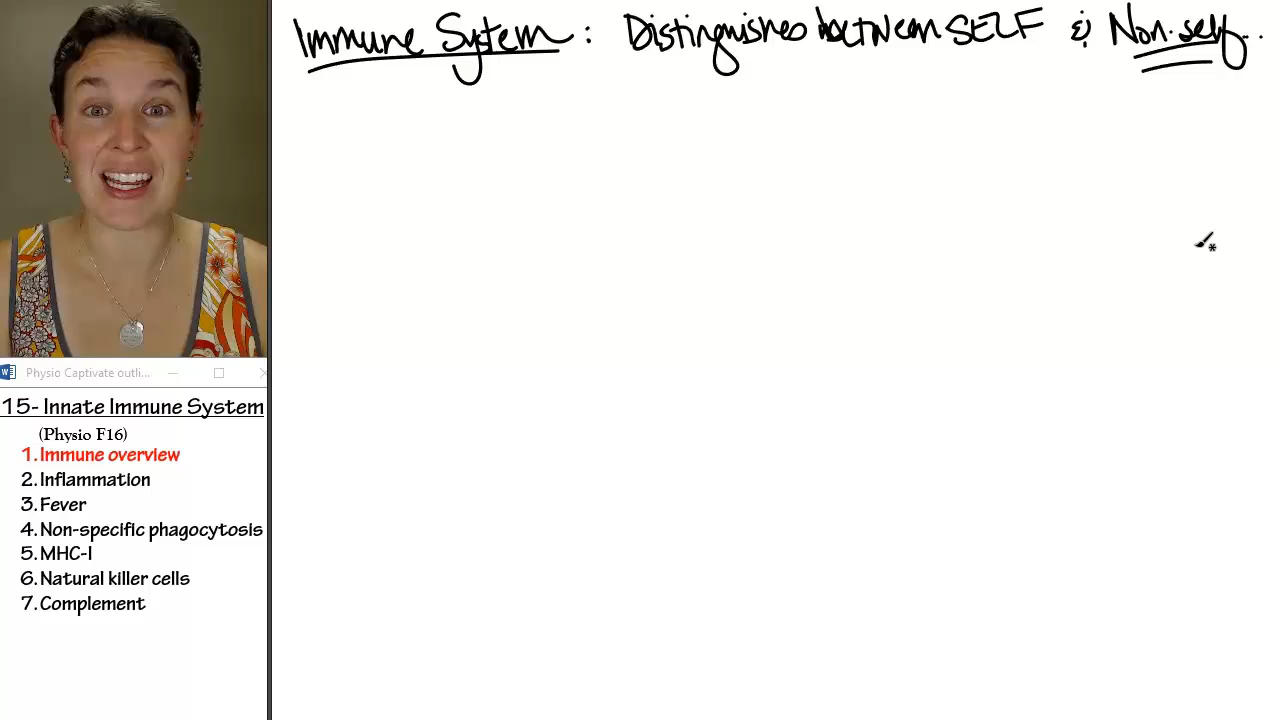 Immune System : Distinguishes between SELF & Non-self...
Physio Captivate outli...
15- Innate Immune System
(Physio F16)
1. Immune overview
2. Inflammation
3. Fever
4. Non-specific phagocytosis
5. MHC-I
6. Natural killer cells
7. Complement